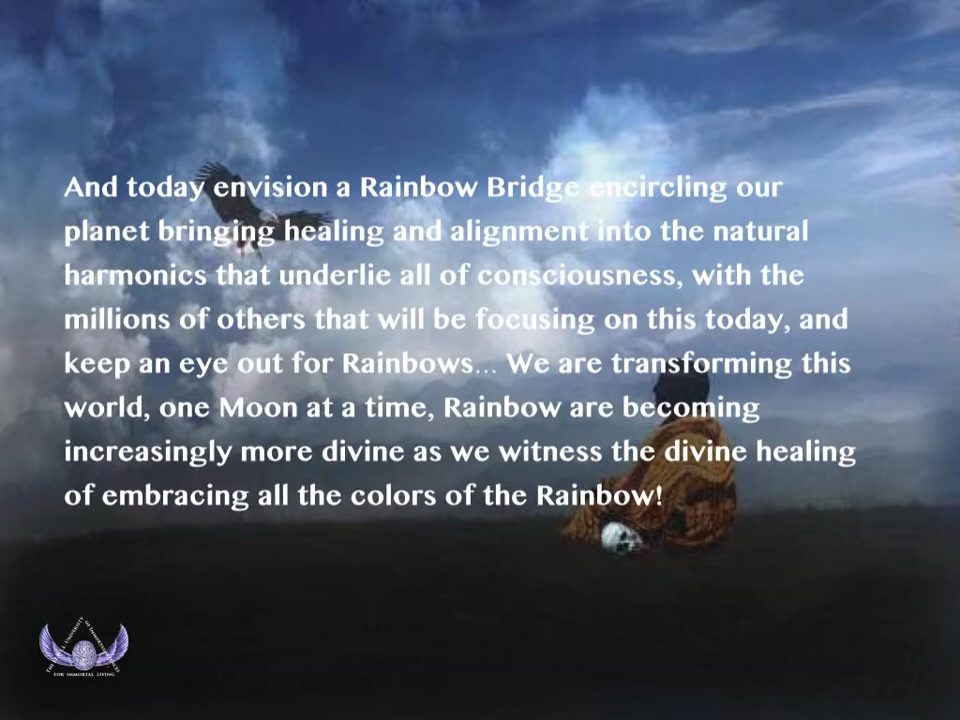 And today envision a Rainbow Bridge encircling our
planet bringing healing and alignment into the natural
harmonics that underlie all of consciousness, with the
millions of others that will be focusing on this today, and
keep an eye out for Rainbows... We are transforming this
world, one Moon at a time, Rainbow are becoming
increasingly more divine as we witness the divine healing
of embracing all the colors of the Rainbow!
FOR IMMORTAL LIVING